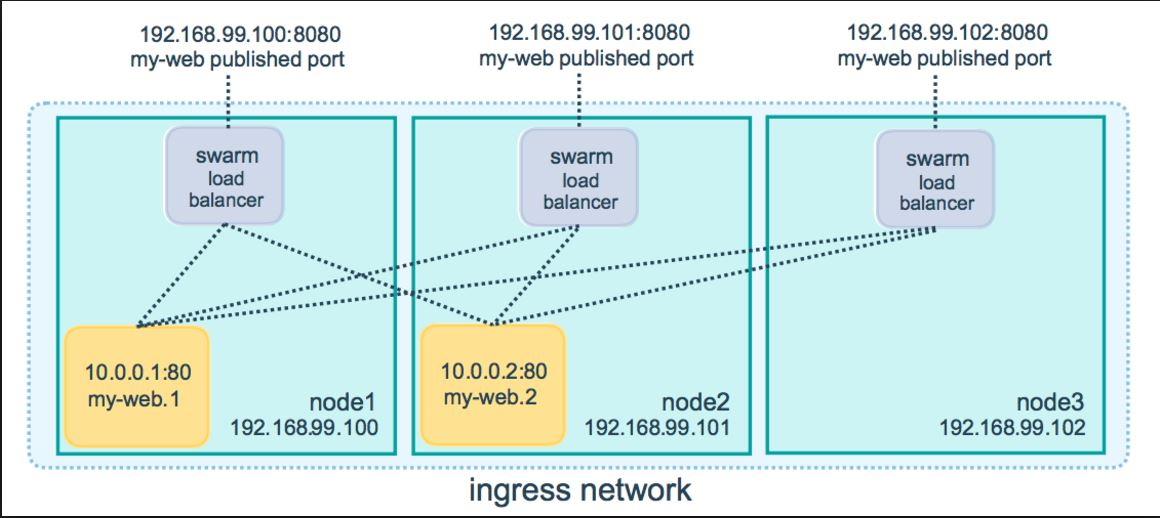 192.168.99.100:8080
my-web published port
192.168.99.101:8080
my-web published port
192.168.99.102:8080
my-web published port
swarm
load
balancer
swarm
load
balancer
swarm
load
balancer
10.0.0.1:80
my-web.1
node1
192.168.99.100
10.0.0.2:80
my-web.2
node2
192.168.99.101
node3
192.168.99.102
ingress network